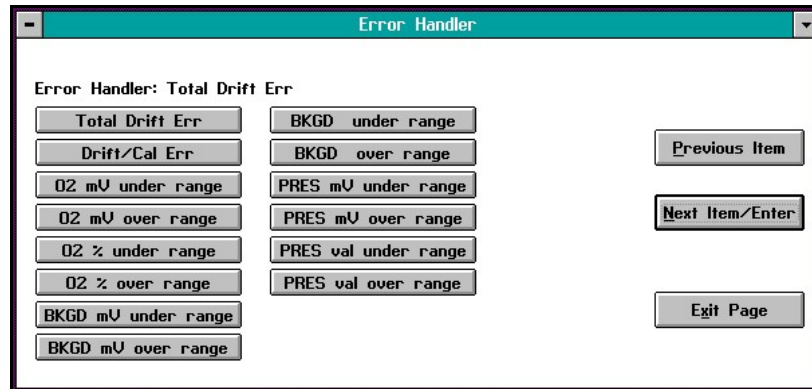 Error Handler
Error Handler: Total Drift Err
Total Drift Err
Drift/Cal Err
O2 mV under range
O2 mV over range
O2 % under range
O2 % over range
BKGD mV under range
BKGD mV over range
BKGD under range
BKGD over range
PRES mV under range
PRES mV over range
PRES val under range
PRES val over range
Previous Item
Next Item/Enter
Exit Page